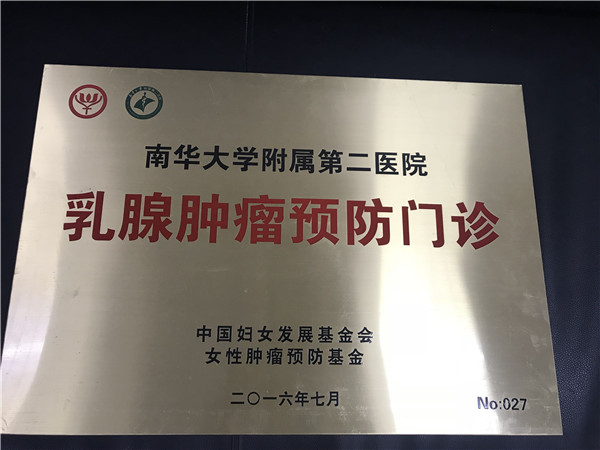 南华大学附属第二医院
乳腺肿瘤预防门诊
中国妇女发展基金会
女性肿瘤预防基金
二〇一六年七月
No:027